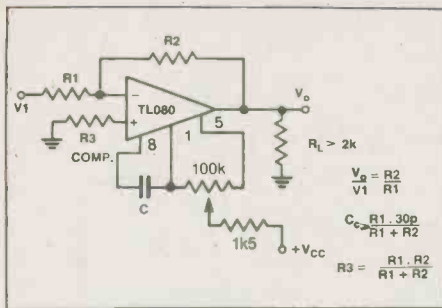 R2
R1
V1
−
TL080
+
R3
COMP.
8
1
5
Vo
RL > 2k
C
100k
1k5
+VCC
Vo
V1
=
R2
R1
Cc >
R1 . 30p
R1 + R2
R3 =
R1 . R2
R1 + R2